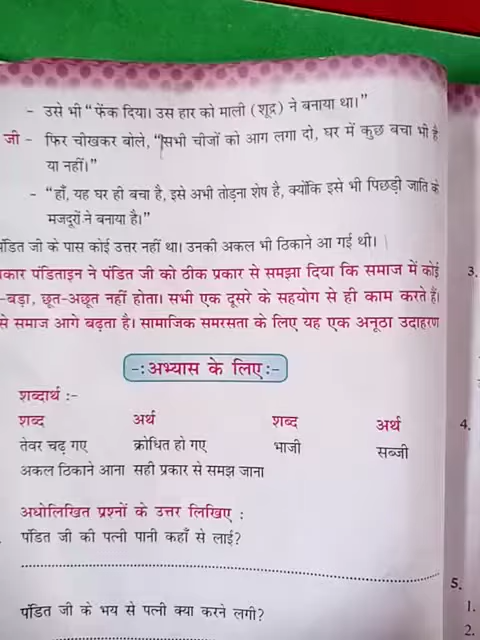 - उसे भी “फेंक दिया। उस हार को माली (शूद्र) ने बनाया था।”
जी - फिर चीखकर बोले, “सभी चीजों को आग लगा दो, घर में कुछ बचा भी है
या नहीं।”
- “हाँ, यह घर ही बचा है, इसे अभी तोड़ना शेष है, क्योंकि इसे भी पिछड़ी जाति के
मजदूरों ने बनाया है।”
पंडित जी के पास कोई उत्तर नहीं था। उनकी अकल भी ठिकाने आ गई थी।
पंडिताइन ने पंडित जी को ठीक प्रकार से समझा दिया कि समाज में कोई
-बड़ा, छूत-अछूत नहीं होता। सभी एक दूसरे के सहयोग से ही काम करते हैं।
से समाज आगे बढ़ता है। सामाजिक समरसता के लिए यह एक अनूठा उदाहरण
-:अभ्यास के लिए:-
शब्दार्थ :-
शब्द अर्थ शब्द अर्थ
तेवर चढ़ गए क्रोधित हो गए भाजी सब्जी
अकल ठिकाने आना सही प्रकार से समझ जाना
अधोलिखित प्रश्नों के उत्तर लिखिए :
पंडित जी की पत्नी पानी कहाँ से लाई?
पंडित जी के भय से पत्नी क्या करने लगी?
3.
4.
5.
1.
2.